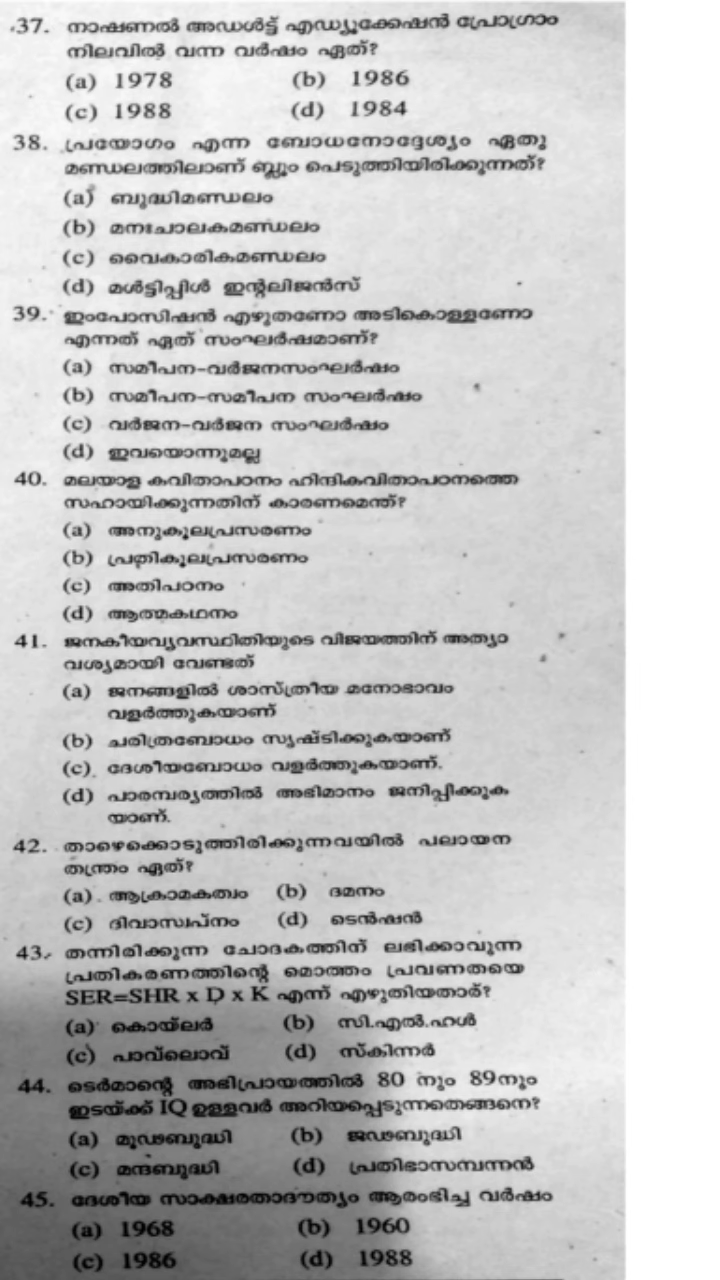 37. നാഷണൽ അഡൾട്ട് എഡ്യൂക്കേഷൻ പ്രോഗ്രാം
നിലവിൽ വന്ന വർഷം ഏത്?
(a) 1978 (b) 1986
(c) 1988 (d) 1984
38. പ്രയോഗം എന്ന ബോധനോദ്ദേശ്യം ഏതു
മണ്ഡലത്തിലാണ് ബ്ലൂം പെടുത്തിയിരിക്കുന്നത്?
(a) ബുദ്ധിമണ്ഡലം
(b) മനഃചാലകമണ്ഡലം
(c) വൈകാരികമണ്ഡലം
(d) മൾട്ടിപ്പിൾ ഇന്റലിജൻസ്
39. ഇംപോസിഷൻ എഴുതണോ അടികൊള്ളണോ
എന്നത് ഏത് സംഘർഷമാണ്?
(a) സമീപന-വർജനസംഘർഷം
(b) സമീപന-സമീപന സംഘർഷം
(c) വർജന-വർജന സംഘർഷം
(d) ഇവയൊന്നുമല്ല
40. മലയാള കവിതാപഠനം ഹിന്ദികവിതാപഠനത്തെ
സഹായിക്കുന്നതിന് കാരണമെന്ത്?
(a) അനുകൂലപ്രസരണം
(b) പ്രതികൂലപ്രസരണം
(c) അതിപഠനം
(d) ആത്മകഥനം
41. ജനകീയവ്യവസ്ഥിതിയുടെ വിജയത്തിന് അത്യാ
വശ്യമായി വേണ്ടത്
(a) ജനങ്ങളിൽ ശാസ്ത്രീയ മനോഭാവം
വളർത്തുകയാണ്
(b) ചരിത്രബോധം സൃഷ്ടിക്കുകയാണ്
(c) ദേശീയബോധം വളർത്തുകയാണ്.
(d) പാരമ്പര്യത്തിൽ അഭിമാനം ജനിപ്പിക്കുക
യാണ്.
42. താഴെക്കൊടുത്തിരിക്കുന്നവയിൽ പലായന
തന്ത്രം ഏത്?
(a) ആക്രാമകത്വം (b) ദമനം
(c) ദിവാസ്വപ്നം (d) ടെൻഷൻ
43. തന്നിരിക്കുന്ന ചോദകത്തിന് ലഭിക്കാവുന്ന
പ്രതികരണത്തിന്റെ മൊത്തം പ്രവണതയെ
SER=SHR x D x K എന്ന് എഴുതിയതാര്?
(a) കൊയ്‌ലർ (b) സി.എൽ.ഹൾ
(c) പാവ്‌ലൊവ് (d) സ്കിന്നർ
44. ടെർമാന്റെ അഭിപ്രായത്തിൽ 80 നും 89നും
ഇടയ്ക്ക് IQ ഉള്ളവർ അറിയപ്പെടുന്നതെങ്ങനെ?
(a) മൂഢബുദ്ധി (b) ജഢബുദ്ധി
(c) മന്ദബുദ്ധി (d) പ്രതിഭാസമ്പന്നൻ
45. ദേശീയ സാക്ഷരതാദൗത്യം ആരംഭിച്ച വർഷം
(a) 1968 (b) 1960
(c) 1986 (d) 1988